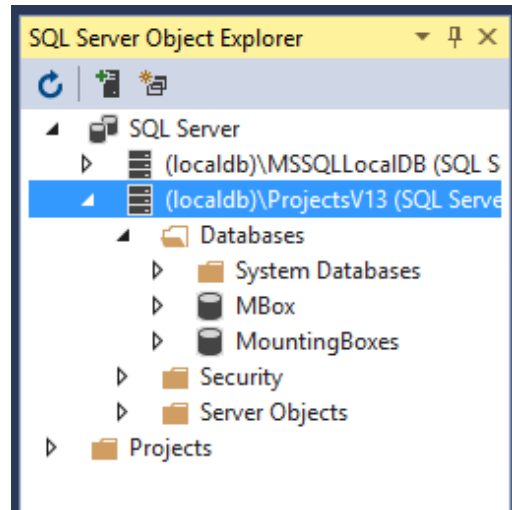 SQL Server Object Explorer
SQL Server
(localdb)\MSSQLLocalDB (SQL S
(localdb)\ProjectsV13 (SQL Serve
Databases
System Databases
MBox
MountingBoxes
Security
Server Objects
Projects